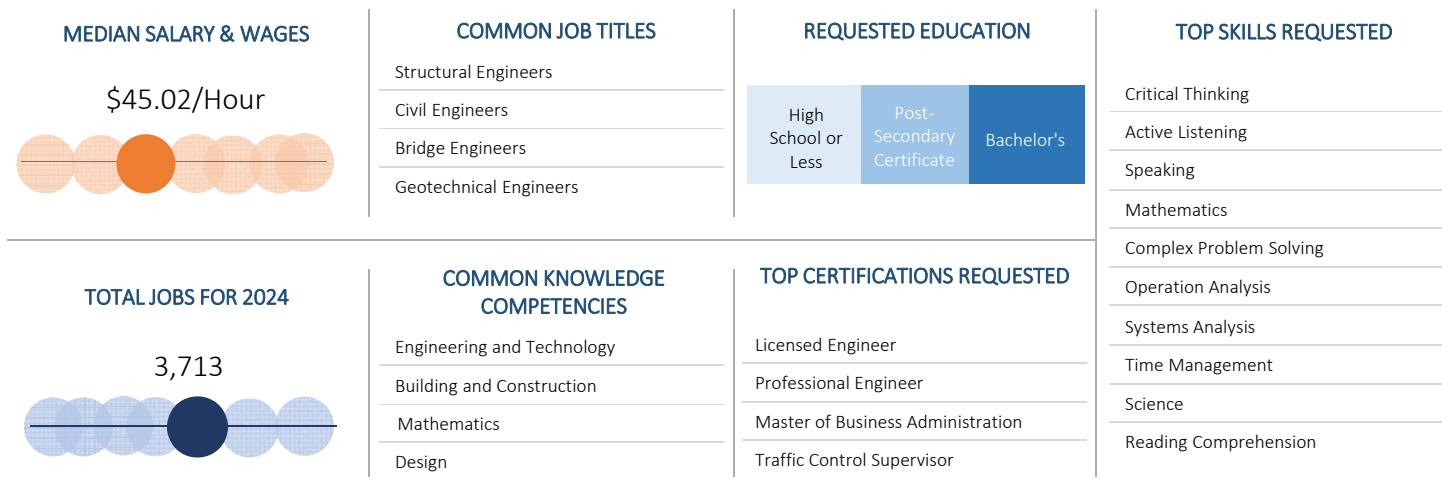 MEDIAN SALARY & WAGES
$45.02/Hour
COMMON JOB TITLES
Structural Engineers
Civil Engineers
Bridge Engineers
Geotechnical Engineers
REQUESTED EDUCATION
High
School or
Less
Post-
Secondary
Certificate
Bachelor's
TOP SKILLS REQUESTED
Critical Thinking
Active Listening
Speaking
Mathematics
Complex Problem Solving
Operation Analysis
Systems Analysis
Time Management
Science
Reading Comprehension
TOTAL JOBS FOR 2024
3,713
COMMON KNOWLEDGE
COMPETENCIES
Engineering and Technology
Building and Construction
Mathematics
Design
TOP CERTIFICATIONS REQUESTED
Licensed Engineer
Professional Engineer
Master of Business Administration
Traffic Control Supervisor